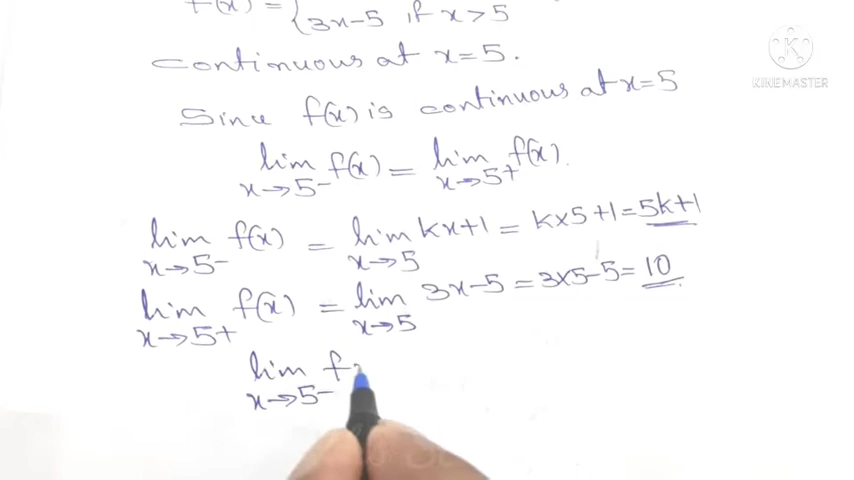 f(x) = { 3x-5 if x>5
Continuous at x=5.
K
KINEMASTER
Since f(x) is continuous at x=5
lim x→5- f(x) = lim x→5+ f(x).
lim x→5- f(x) = lim x→5 kx+1 = k×5+1 = 5k+1
lim x→5+ f(x) = lim x→5 3x-5 = 3×5-5 = 10
lim x→5- f